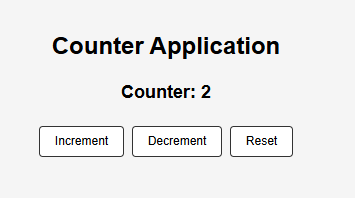 Counter Application
Counter: 2
Increment Decrement Reset